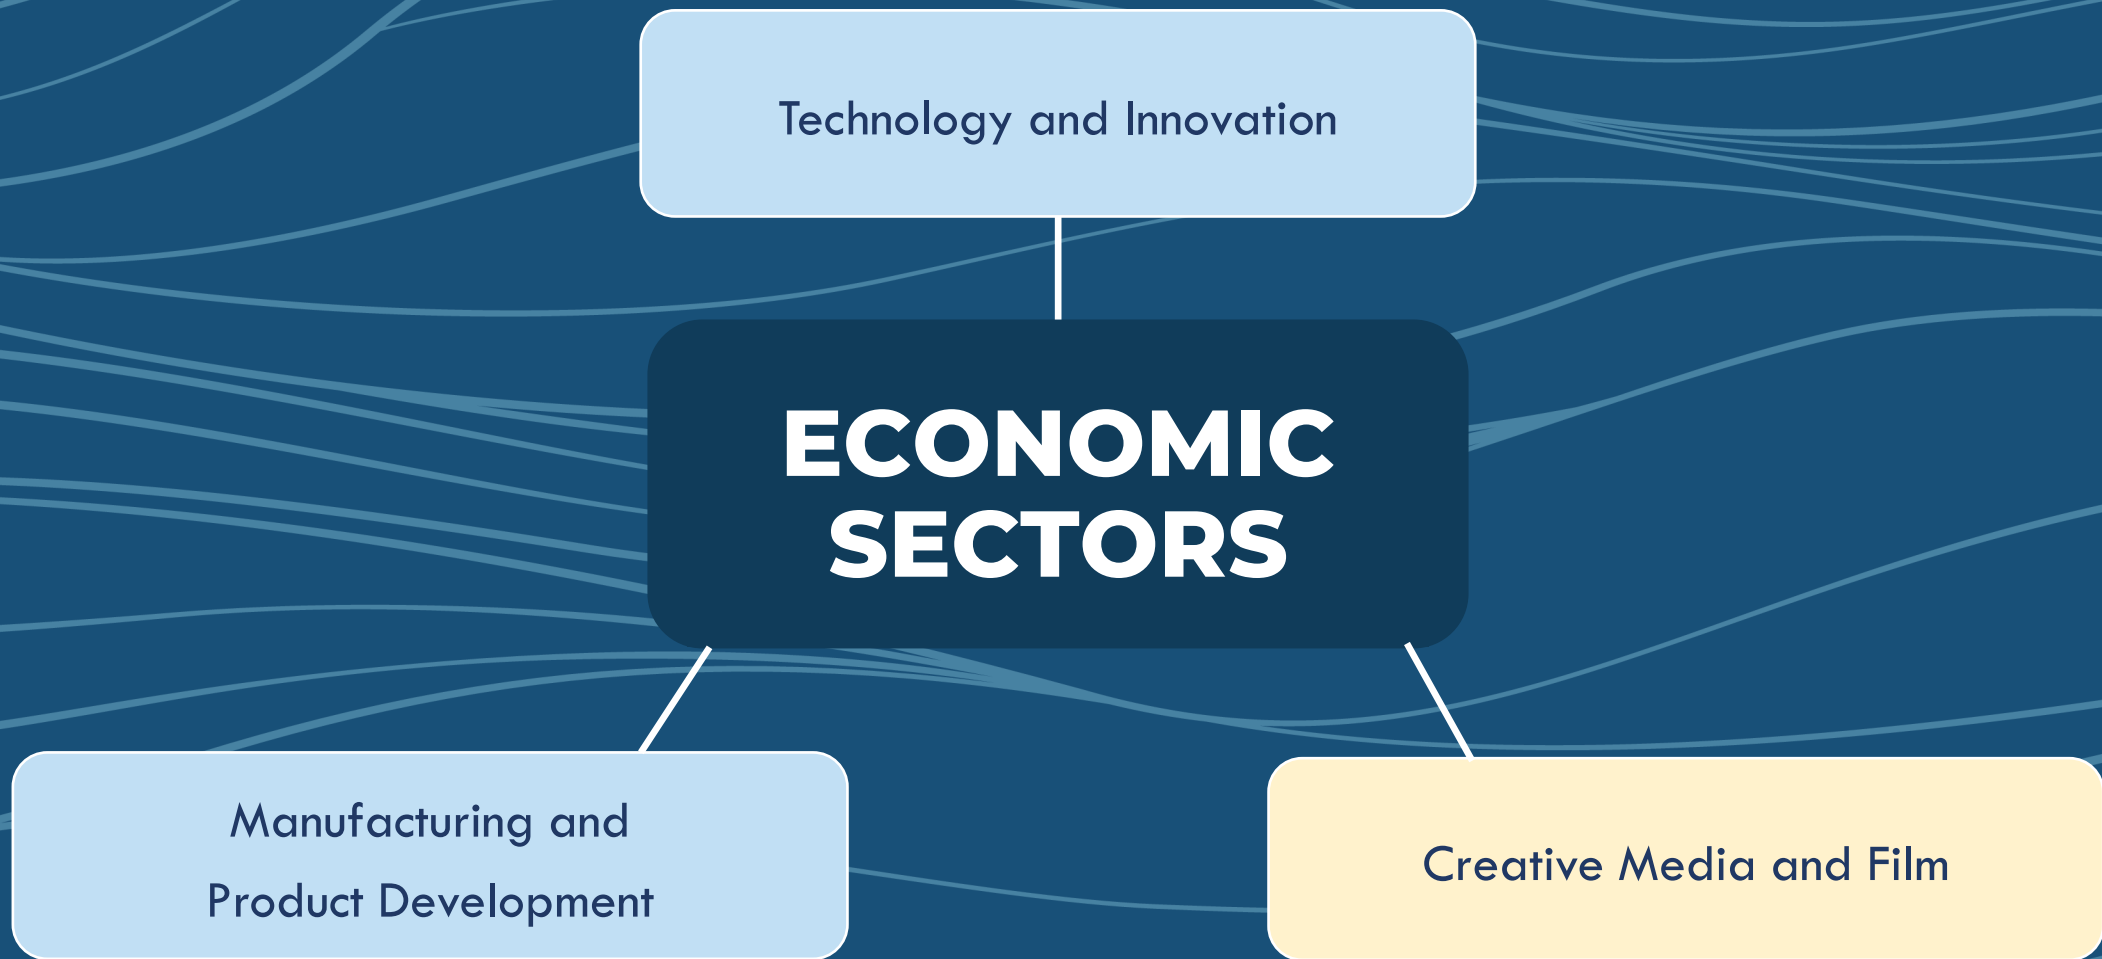 Technology and Innovation
ECONOMIC
SECTORS
Manufacturing and
Product Development
Creative Media and Film